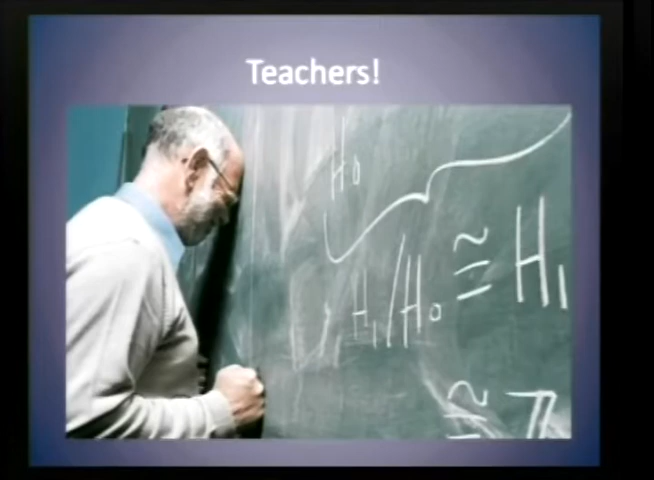 Teachers!
H₀
H₁/H₀ ≅ H₁
≅ ℤ